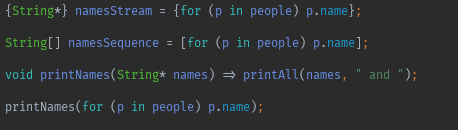 {String*} namesStream = {for (p in people) p.name};
String[] namesSequence = [for (p in people) p.name];
void printNames(String* names) => printAll(names, " and ");
printNames(for (p in people) p.name);